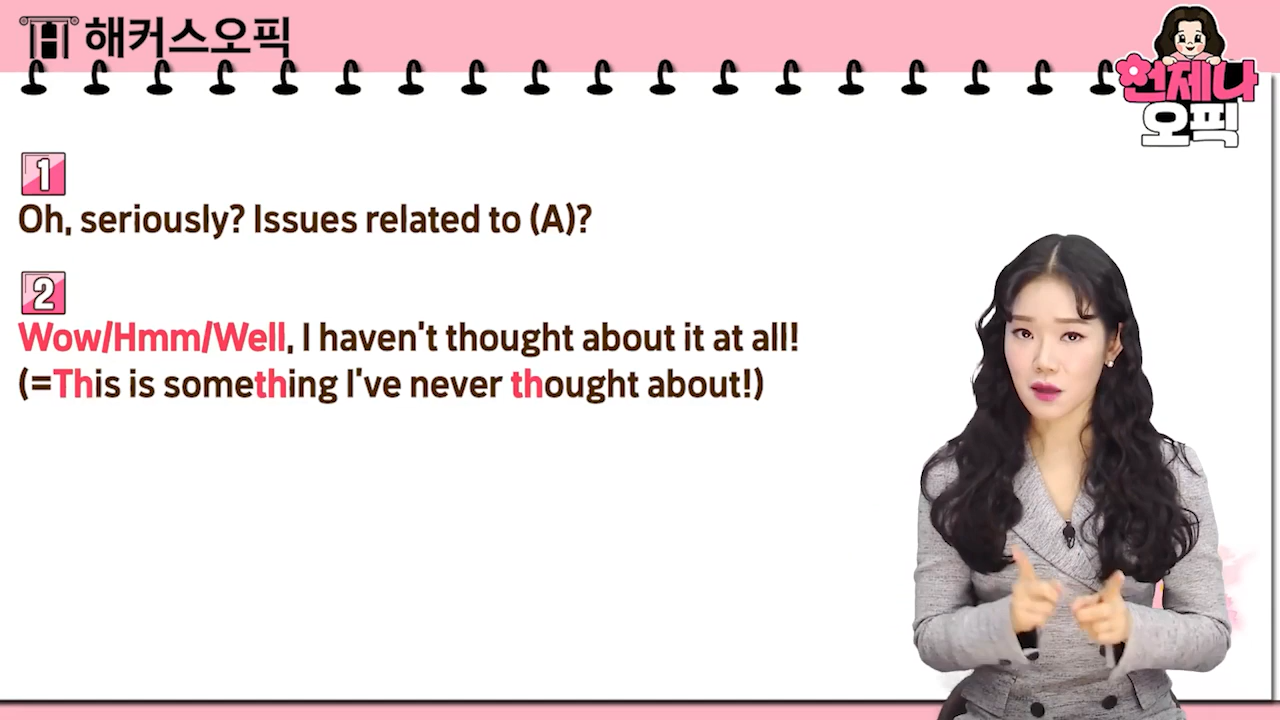 해커스오픽
언제나
오픽
1
Oh, seriously? Issues related to (A)?
2
Wow/Hmm/Well, I haven't thought about it at all!
(=This is something I've never thought about!)